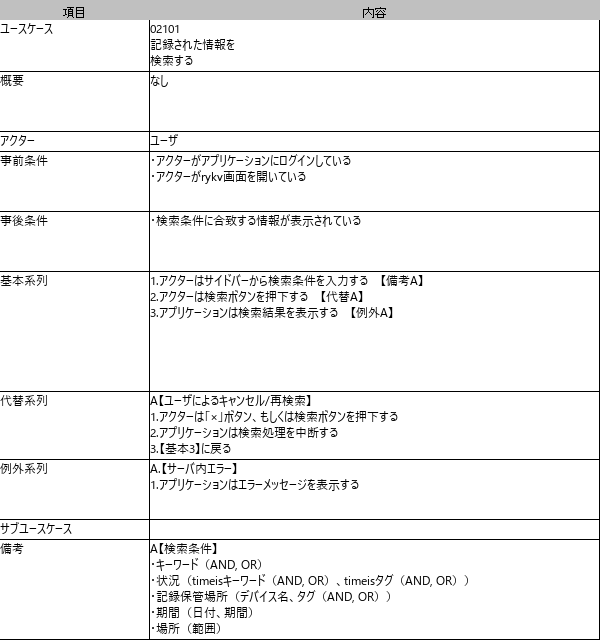 項目 内容
ユースケース 02101
記録された情報を
検索する
概要 なし
アクター ユーザ
事前条件 ・アクターがアプリケーションにログインしている
・アクターがrykv画面を開いている
事後条件 ・検索条件に合致する情報が表示されている
基本系列 1.アクターはサイドバーから検索条件を入力する 【備考A】
2.アクターは検索ボタンを押下する 【代替A】
3.アプリケーションは検索結果を表示する 【例外A】
代替系列 A【ユーザによるキャンセル/再検索】
1.アクターは「×」ボタン、もしくは検索ボタンを押下する
2.アプリケーションは検索処理を中断する
3.【基本3】に戻る
例外系列 A.【サーバ内エラー】
1.アプリケーションはエラーメッセージを表示する
サブユースケース
備考 A【検索条件】
・キーワード（AND, OR）
・状況（timeisキーワード（AND, OR）、timeisタグ（AND, OR））
・記録保管場所（デバイス名、タグ（AND, OR））
・期間（日付、期間）
・場所（範囲）